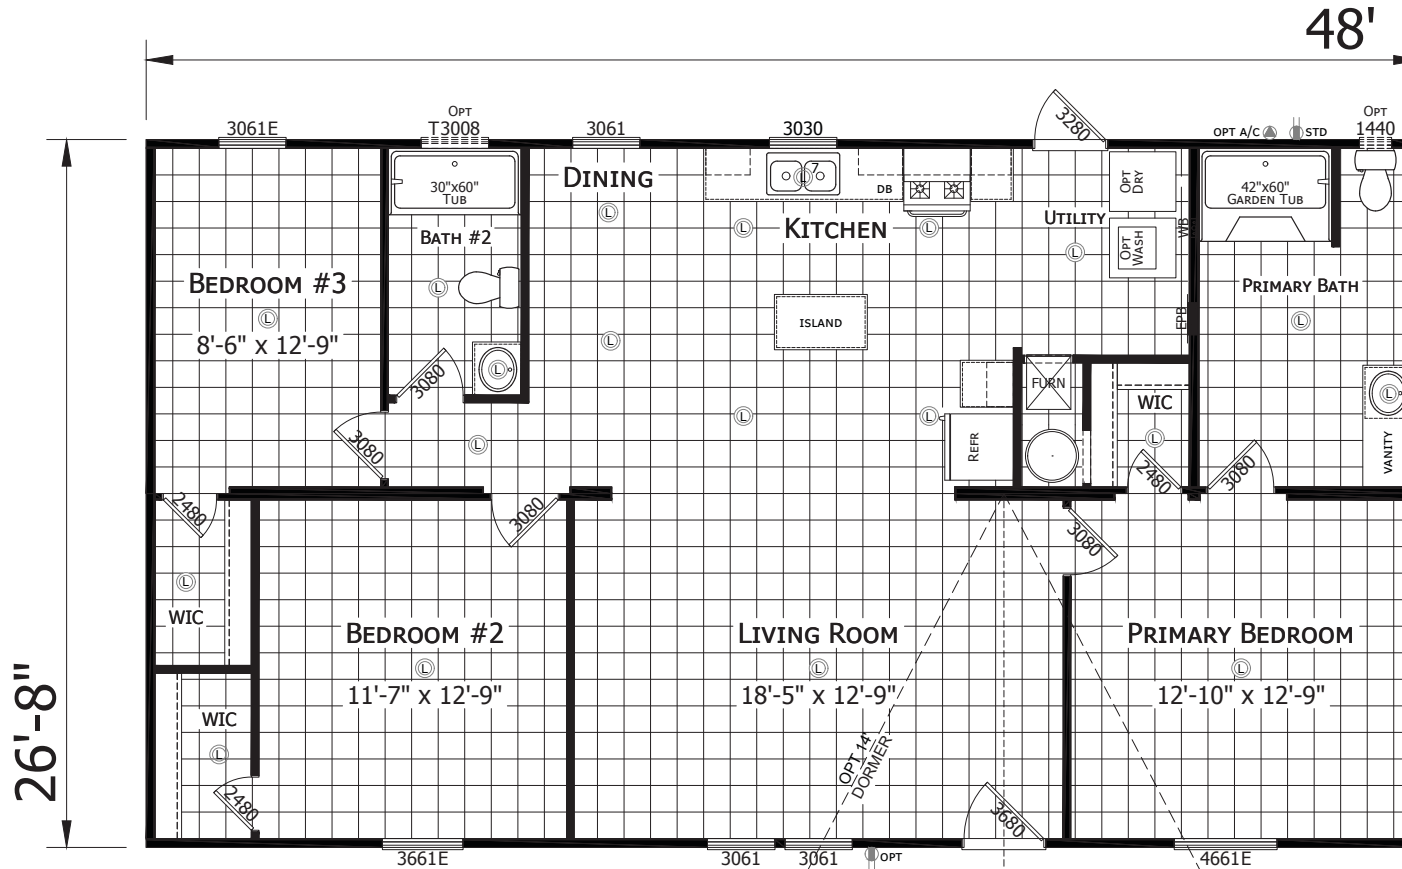 48'
26'-8"
3061E
OPT
T3008
3061
3030
3280
OPT A/C
STD
OPT
1440
30"x60"
TUB
BATH #2
DINING
L
7
DB
KITCHEN
UTILITY
OPT
DRY
OPT
WASH
WB
EPB
42"x60"
GARDEN TUB
PRIMARY BATH
L
BEDROOM #3
L
8'-6" x 12'-9"
L
L
L
L
L
L
L
ISLAND
3080
3080
L
L
L
REFR
FURN
WIC
L
2480
3080
L
VANITY
2480
3080
3080
L
WIC
WIC
L
2480
BEDROOM #2
L
11'-7" x 12'-9"
LIVING ROOM
L
18'-5" x 12'-9"
OPT 14'
DORMER
PRIMARY BEDROOM
L
12'-10" x 12'-9"
3680
3661E
3061
3061
OPT
4661E